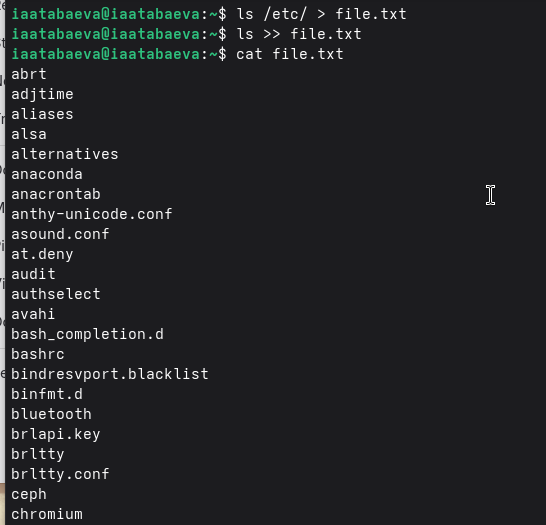 iaatabaeva@iaatabaeva:~$ ls /etc/ > file.txt
iaatabaeva@iaatabaeva:~$ ls >> file.txt
iaatabaeva@iaatabaeva:~$ cat file.txt
abrt
adjtime
aliases
alsa
alternatives
anaconda
anacrontab
anthy-unicode.conf
asound.conf
at.deny
audit
authselect
avahi
bash_completion.d
bashrc
bindresvport.blacklist
binfmt.d
bluetooth
brlapi.key
brltty
brltty.conf
ceph
chromium